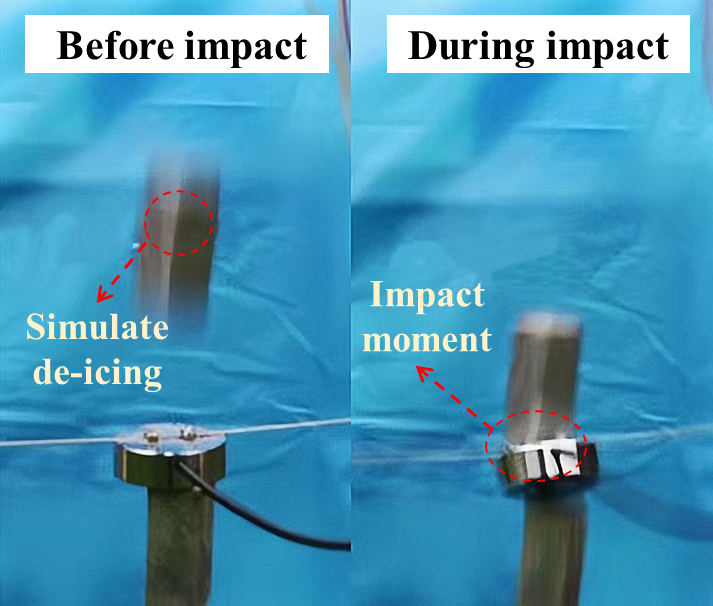 Before impact
During impact
Simulate
de-icing
Impact
moment